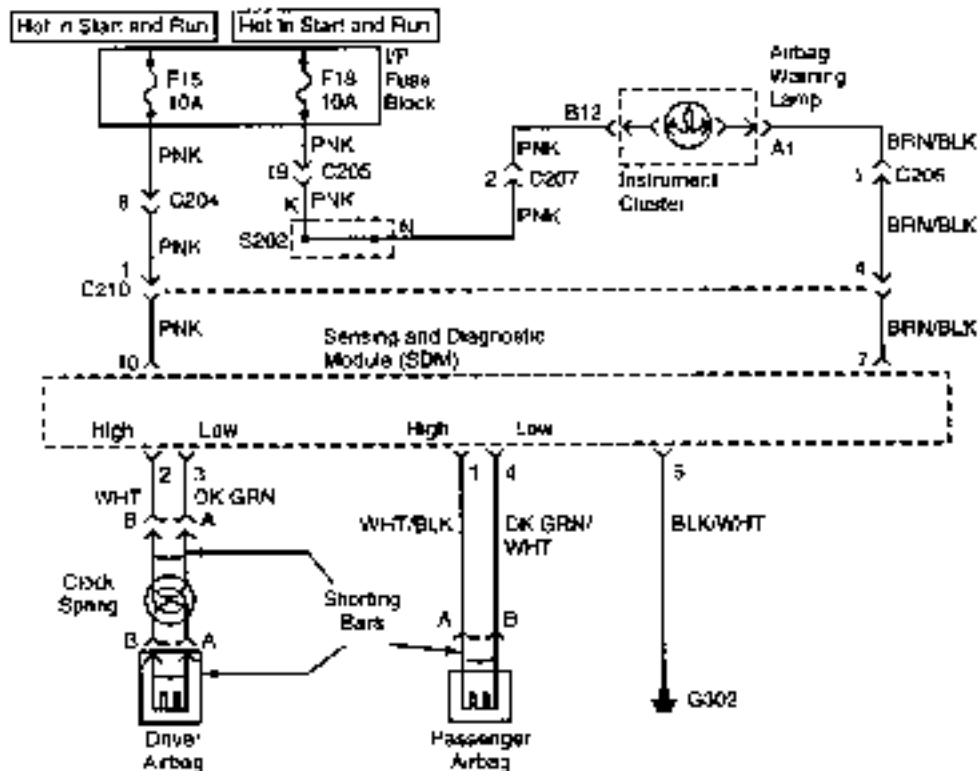 Hot in Start and Run
Hot in Start and Run
I/P
Fuse
Block
F15
10A
F18
10A
Airbag
Warning
Lamp
B12
A1
PNK
PNK
PNK
BRN/BLK
19
C205
2
C207
Instrument
Cluster
C206
8
C204
K
PNK
PNK
BRN/BLK
N
S202
PNK
1
4
C210
PNK
Sensing and Diagnostic
Module (SDM)
BRN/BLK
10
7
High
Low
High
Low
2
3
1
4
5
WHT
DK GRN
WHT/BLK
DK GRN/
WHT
BLK/WHT
B
A
Clock
Spring
Shorting
Bars
A
B
B
A
G302
Driver
Airbag
Passenger
Airbag